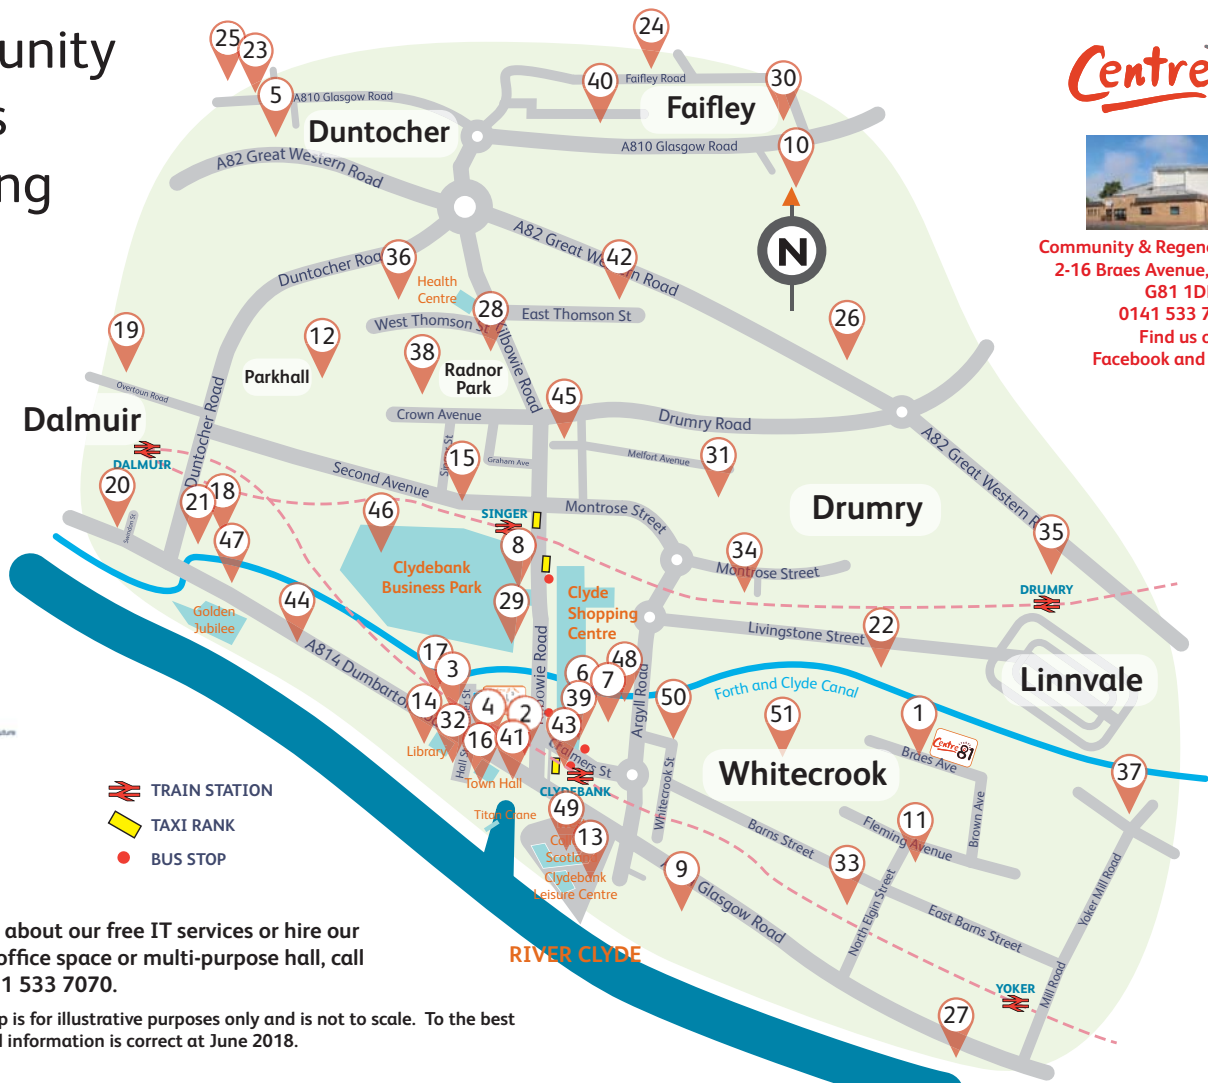 unity
s
ng
25
23
24
5
40
30
Faifley Road
A810 Glasgow Road
Faifley
Duntocher
A810 Glasgow Road
10
A82 Great Western Road
N
A82 Great Western Road
36
42
Duntocher Road
Health
Centre
28
East Thomson St
West Thomson St
Kilbowie Road
26
19
12
38
Radnor
Park
Parkhall
Overtoun Road
45
Crown Avenue
Drumry Road
Dalmuir
DALMUIR
Duntocher Road
15
Graham Ave
Melfort Avenue
31
A82 Great Western R
20
21
18
Second Avenue
46
SINGER
Montrose Street
Drumry
47
8
34
Montrose Street
35
DRUMRY
Clydebank
Business Park
Clyde
Shopping
Centre
29
44
Golden
Jubilee
22
Livingstone Street
A814 Dumbarto
17
3
Kilbowie Road
6
7
48
39
Argyll Road
50
Forth and Clyde Canal
Linnvale
51
1
Centre81
Braes Ave
14
32
4
2
16
41
43
Chalmers St
Library
Hall S
Town Hall
CLYDEBANK
Whitecrook
37
Whitecrook St
Titan Crane
49
13
Scotland
Clydebank
Leisure Centre
Barns Street
11
Fleming Avenue
Brown Ave
33
9
Glasgow Road
North Elgin Street
East Barns Street
Yoker Mill Road
Mill Road
YOKER
27
RIVER CLYDE
TRAIN STATION
TAXI RANK
BUS STOP
about our free IT services or hire our
office space or multi-purpose hall, call
1 533 7070.
p is for illustrative purposes only and is not to scale. To the best
information is correct at June 2018.
Centre
Community & Regen
2-16 Braes Avenue,
G81 1D
0141 533 7
Find us o
Facebook and